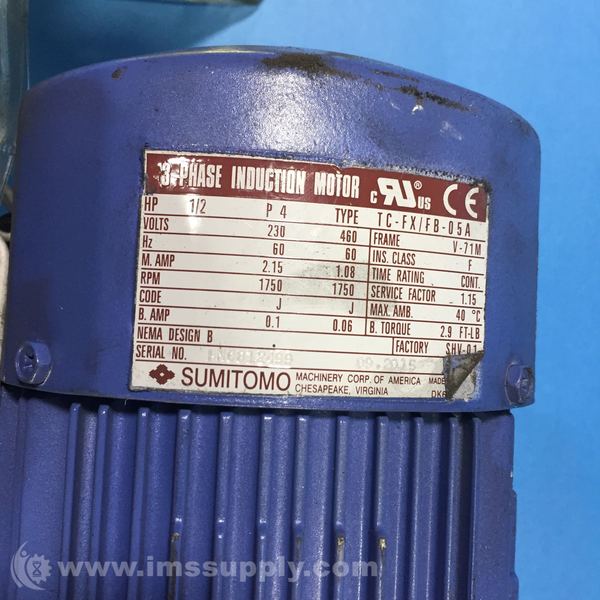 3-PHASE INDUCTION MOTOR c RU ® US CE
HP 1/2 P 4 TYPE TC-FX/FB-05A
VOLTS 230 460 FRAME V-71M
Hz 60 60 INS. CLASS F
M. AMP 2.15 1.08 TIME RATING CONT.
RPM 1750 1750 SERVICE FACTOR 1.15
CODE J J MAX. AMB. 40 °C
B. AMP 0.1 0.06 B. TORQUE 2.9 FT-LB
NEMA DESIGN B FACTORY SHV-01
SERIAL NO.
SUMITOMO MACHINERY CORP. OF AMERICA MADE
CHESAPEAKE, VIRGINIA
www.imssupply.com